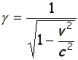 γ = 1 / √(1 - v² / c²)